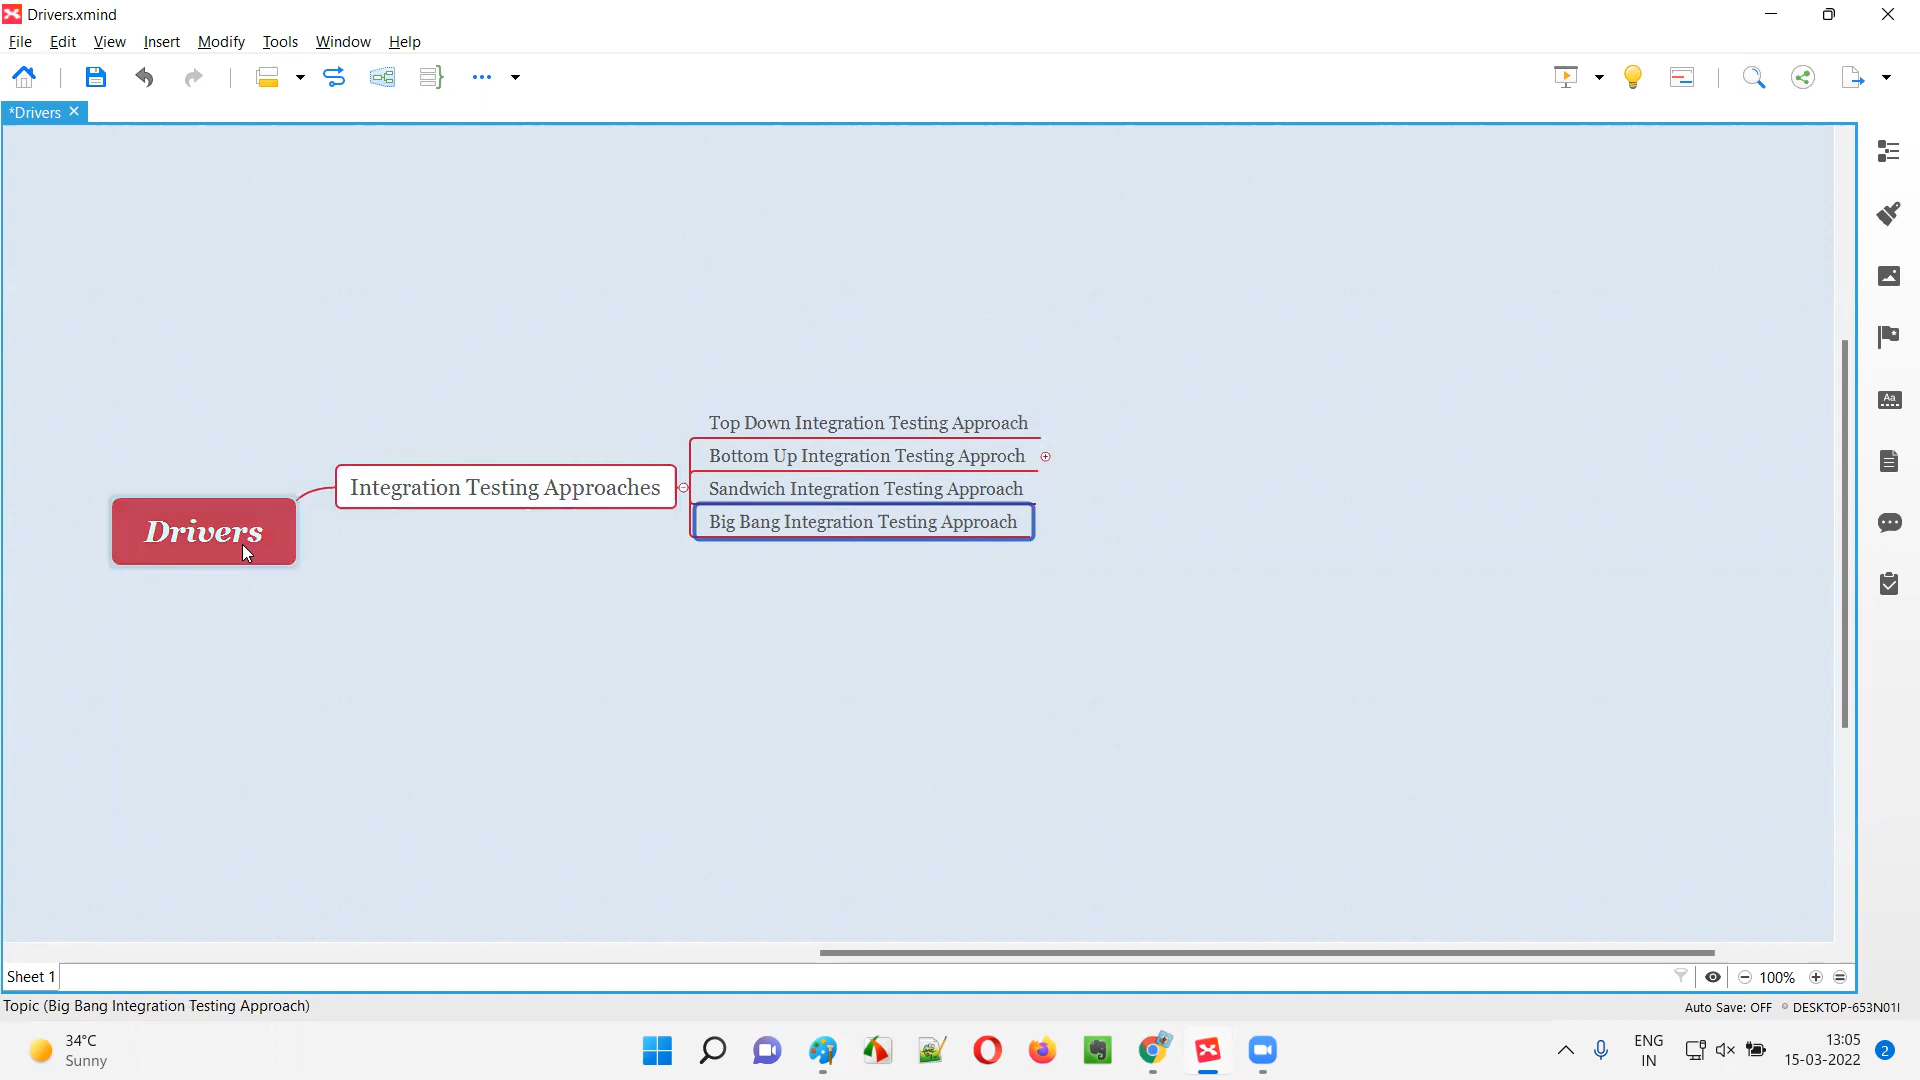 Drivers.xmind
File Edit View Insert Modify Tools Window Help
*Drivers
Top Down Integration Testing Approach
Bottom Up Integration Testing Approch
Integration Testing Approaches
Sandwich Integration Testing Approach
Big Bang Integration Testing Approach
Drivers
Aa
Sheet 1
100%
Topic (Big Bang Integration Testing Approach)
Auto Save: OFF DESKTOP-653N01I
34°C
Sunny
ENG
IN
13:05
15-03-2022
2